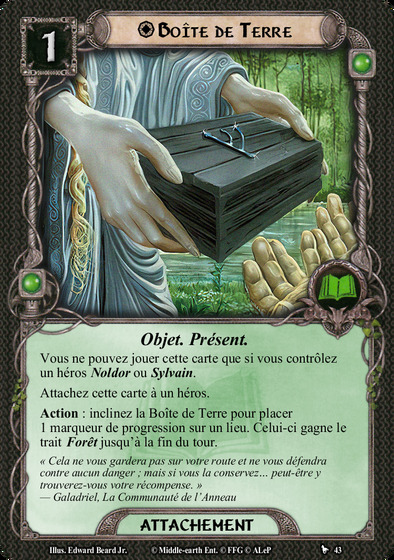 1
Boîte de Terre
Objet. Présent.
Vous ne pouvez jouer cette carte que si vous contrôlez
un héros Noldor ou Sylvain.
Attachez cette carte à un héros.
Action : inclinez la Boîte de Terre pour placer
1 marqueur de progression sur un lieu. Celui-ci gagne le
trait Forêt jusqu'à la fin du tour.
« Cela ne vous gardera pas sur votre route et ne vous défendra
contre aucun danger ; mais si vous la conservez… peut-être y
trouverez-vous votre récompense. »
— Galadriel, La Communauté de l'Anneau
Attachement
Illus. Edward Beard Jr. © Middle-earth Ent. © FFG © ALeP 43